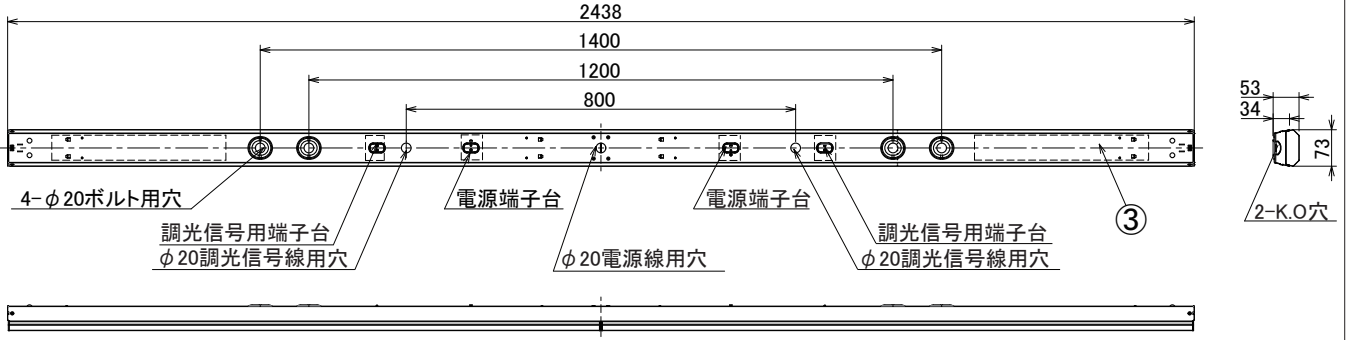 2438
1400
1200
800
53
34
73
4-φ20ボルト用穴
電源端子台
電源端子台
③
2-K.O穴
調光信号用端子台
調光信号用端子台
φ20調光信号線用穴
φ20電源線用穴
φ20調光信号線用穴